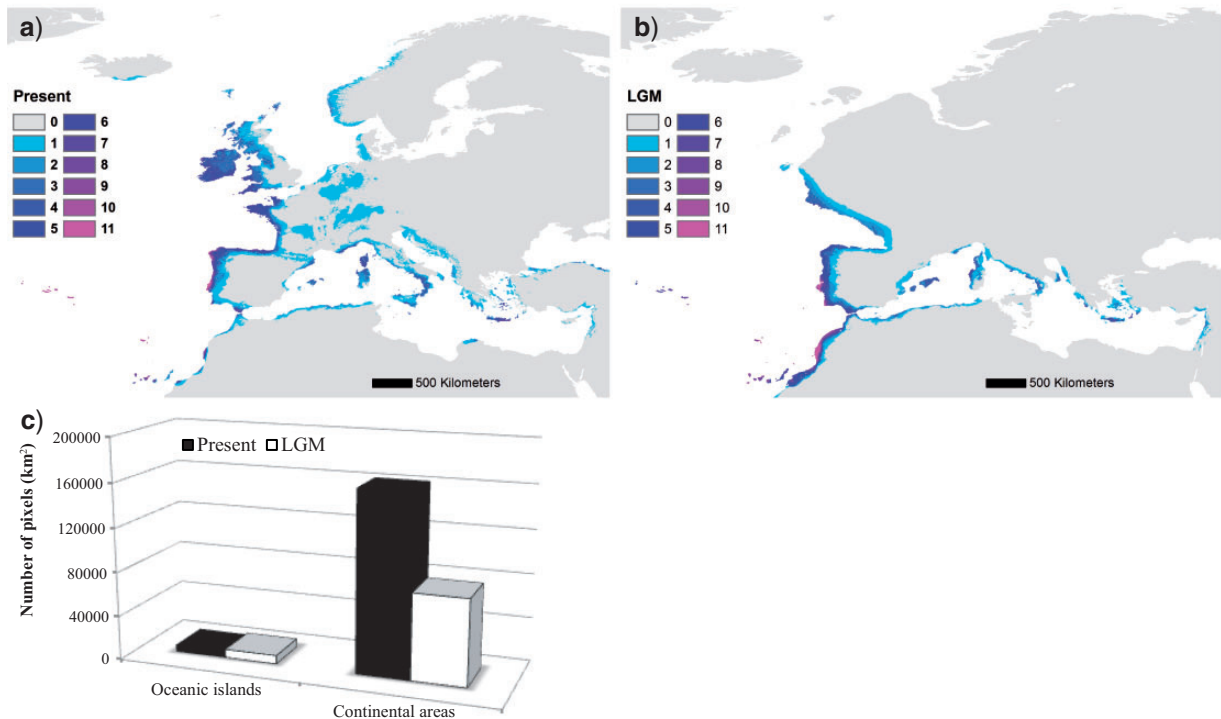 a)
Present
0 6
1 7
2 8
3 9
4 10
5 11
500 Kilometers
b)
LGM
0 6
1 7
2 8
3 9
4 10
5 11
500 Kilometers
c)
Number of pixels (km²)
200000
160000
120000
80000
40000
0
Present LGM
Oceanic islands
Continental areas